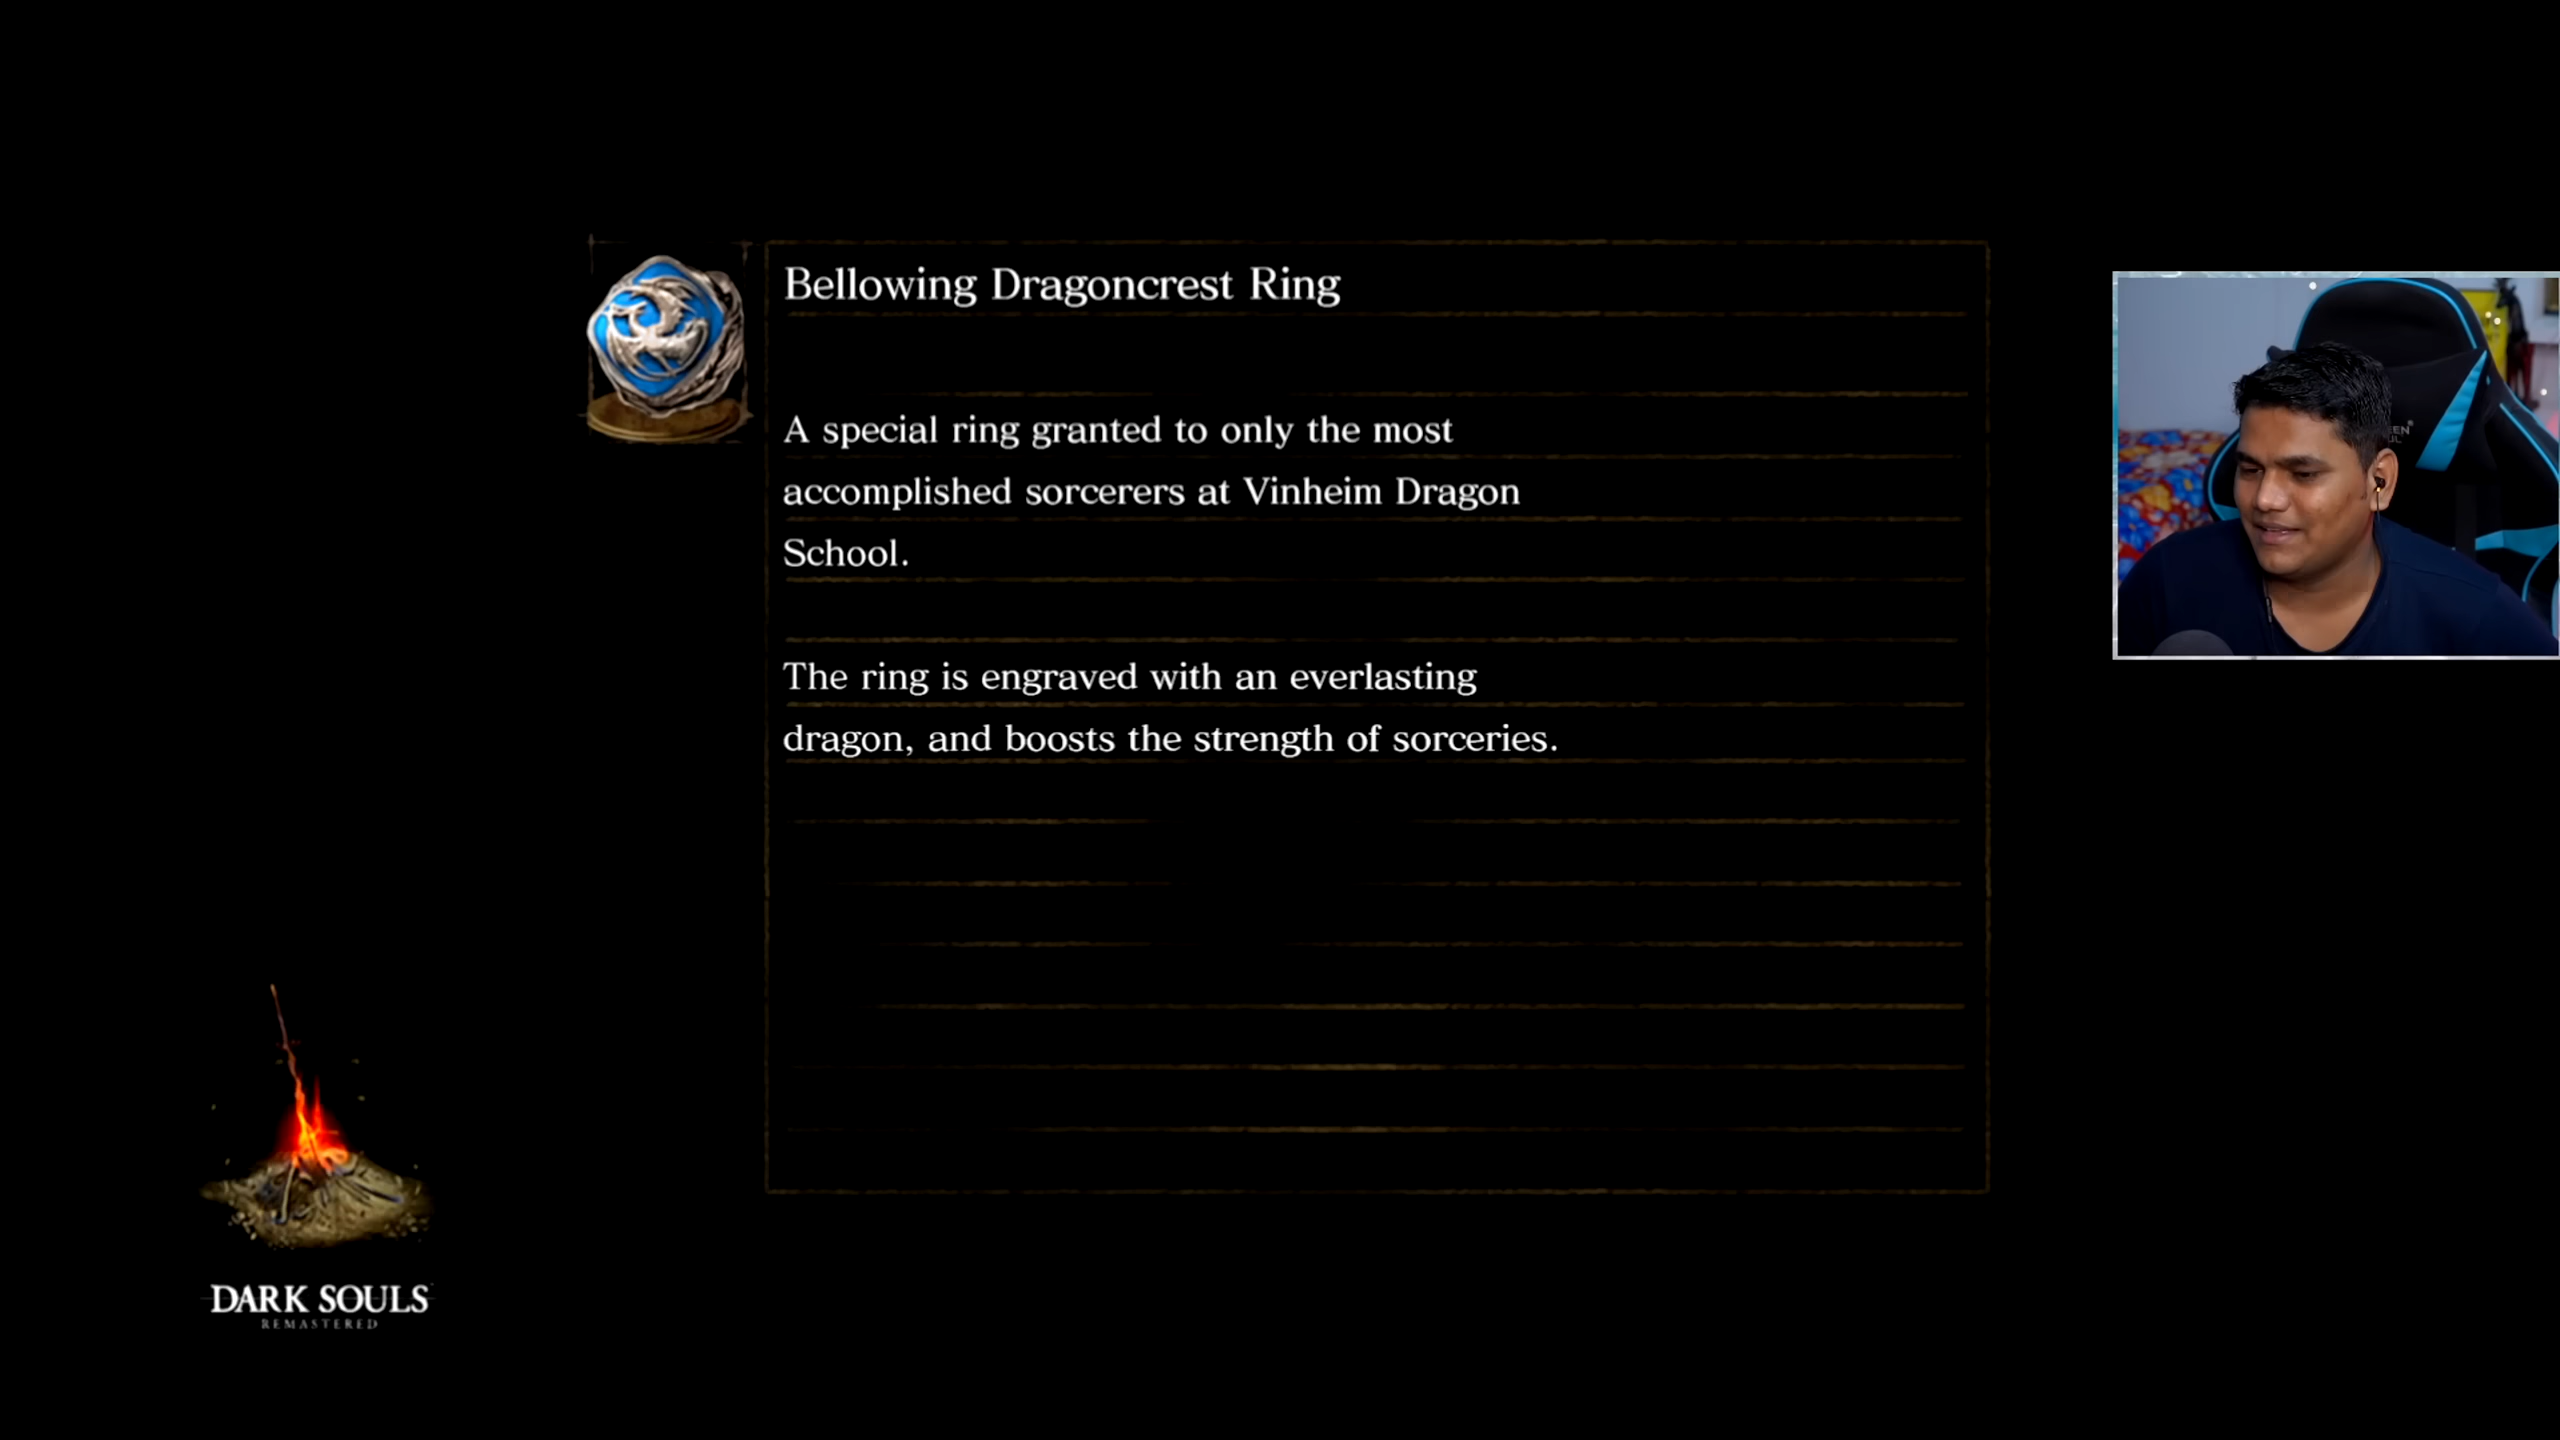 Bellowing Dragoncrest Ring
A special ring granted to only the most
accomplished sorcerers at Vinheim Dragon
School.
The ring is engraved with an everlasting
dragon, and boosts the strength of sorceries.
DARK SOULS
REMASTERED